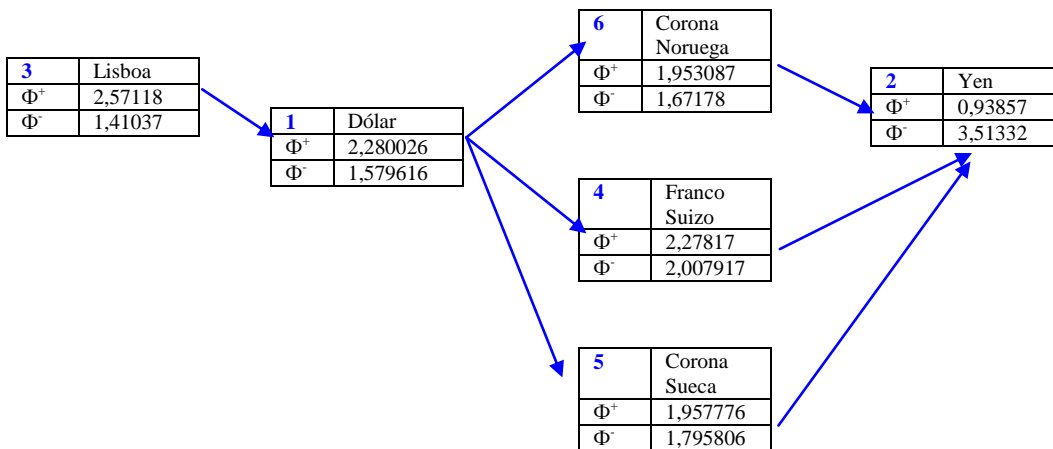 3 Lisboa
Φ+ 2,57118
Φ- 1,41037
1 Dólar
Φ+ 2,280026
Φ- 1,579616
6 Corona
Noruega
Φ+ 1,953087
Φ- 1,67178
4 Franco
Suizo
Φ+ 2,27817
Φ- 2,007917
5 Corona
Sueca
Φ+ 1,957776
Φ- 1,795806
2 Yen
Φ+ 0,93857
Φ- 3,51332